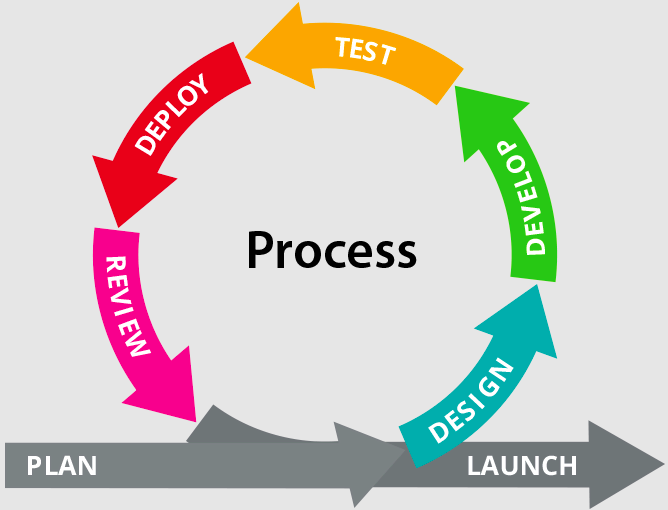 TEST
DEPLOY
DEVELOP
Process
REVIEW
DESIGN
PLAN
LAUNCH